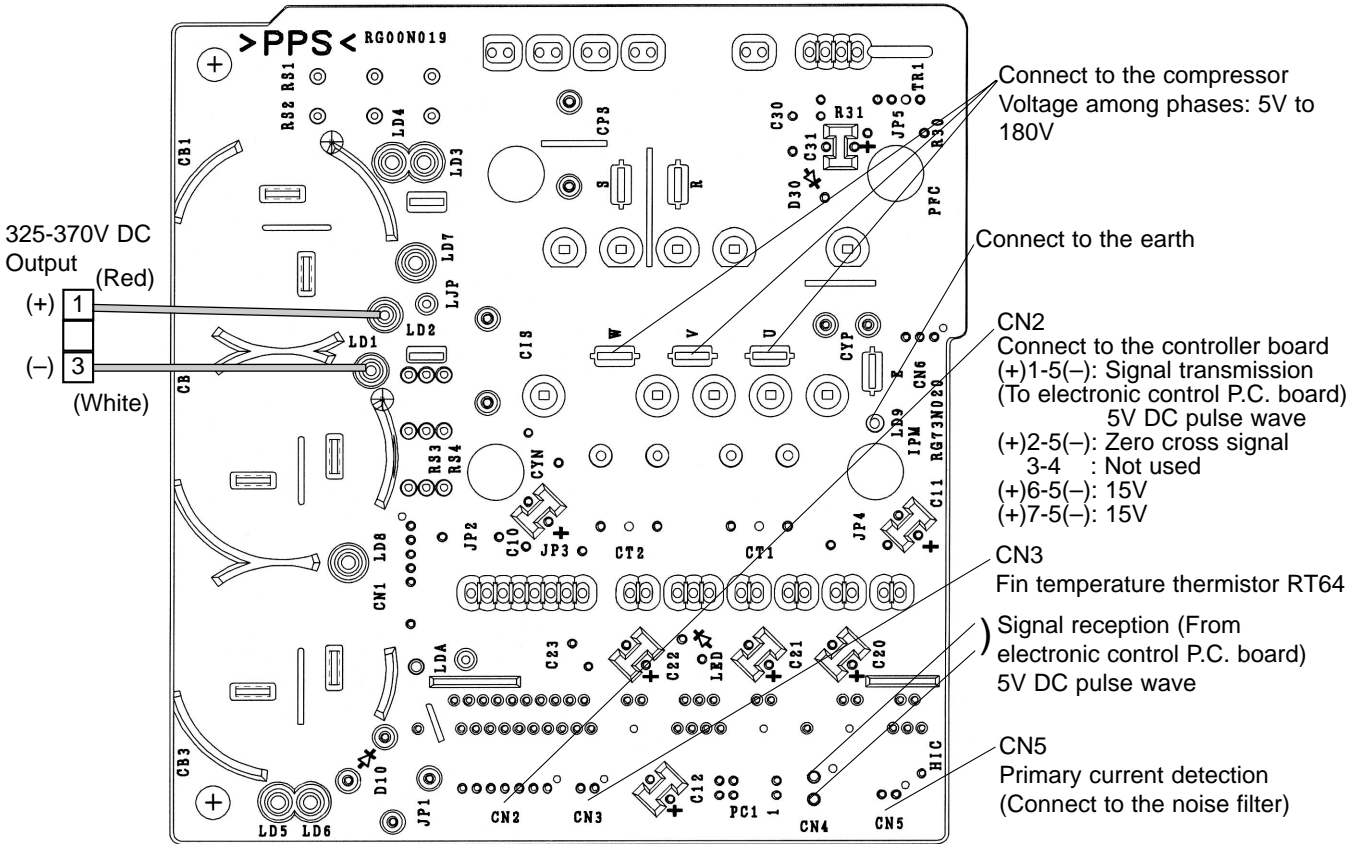 >PPS< RG00N019
RS1
RS2
LD4
LD3
CB1
CPS
S
R
C30
R31
C31
D30
JP5
TR1
R30
PFC
Connect to the compressor
Voltage among phases: 5V to
180V
325-370V DC
Output
(Red)
(+) 1
(–) 3
(White)
LD7
LJP
LD2
LD1
CB
CIS
W
V
U
CYP
E
CN6
LD9
IPM
RG73N020
Connect to the earth
CN2
Connect to the controller board
(+)1-5(–): Signal transmission
(To electronic control P.C. board)
5V DC pulse wave
(+)2-5(–): Zero cross signal
3-4 : Not used
(+)6-5(–): 15V
(+)7-5(–): 15V
RS3
RS4
CYN
C11
LD8
JP2
C10
JP3
CT2
CT1
JP4
CN1
CN3
Fin temperature thermistor RT64
LDA
C23
C22
LED
C21
C20
) Signal reception (From
electronic control P.C. board)
5V DC pulse wave
CB3
D10
JP1
C12
HIC
CN5
Primary current detection
(Connect to the noise filter)
LD5 LD6
CN2
CN3
PC1
1
CN4
CN5